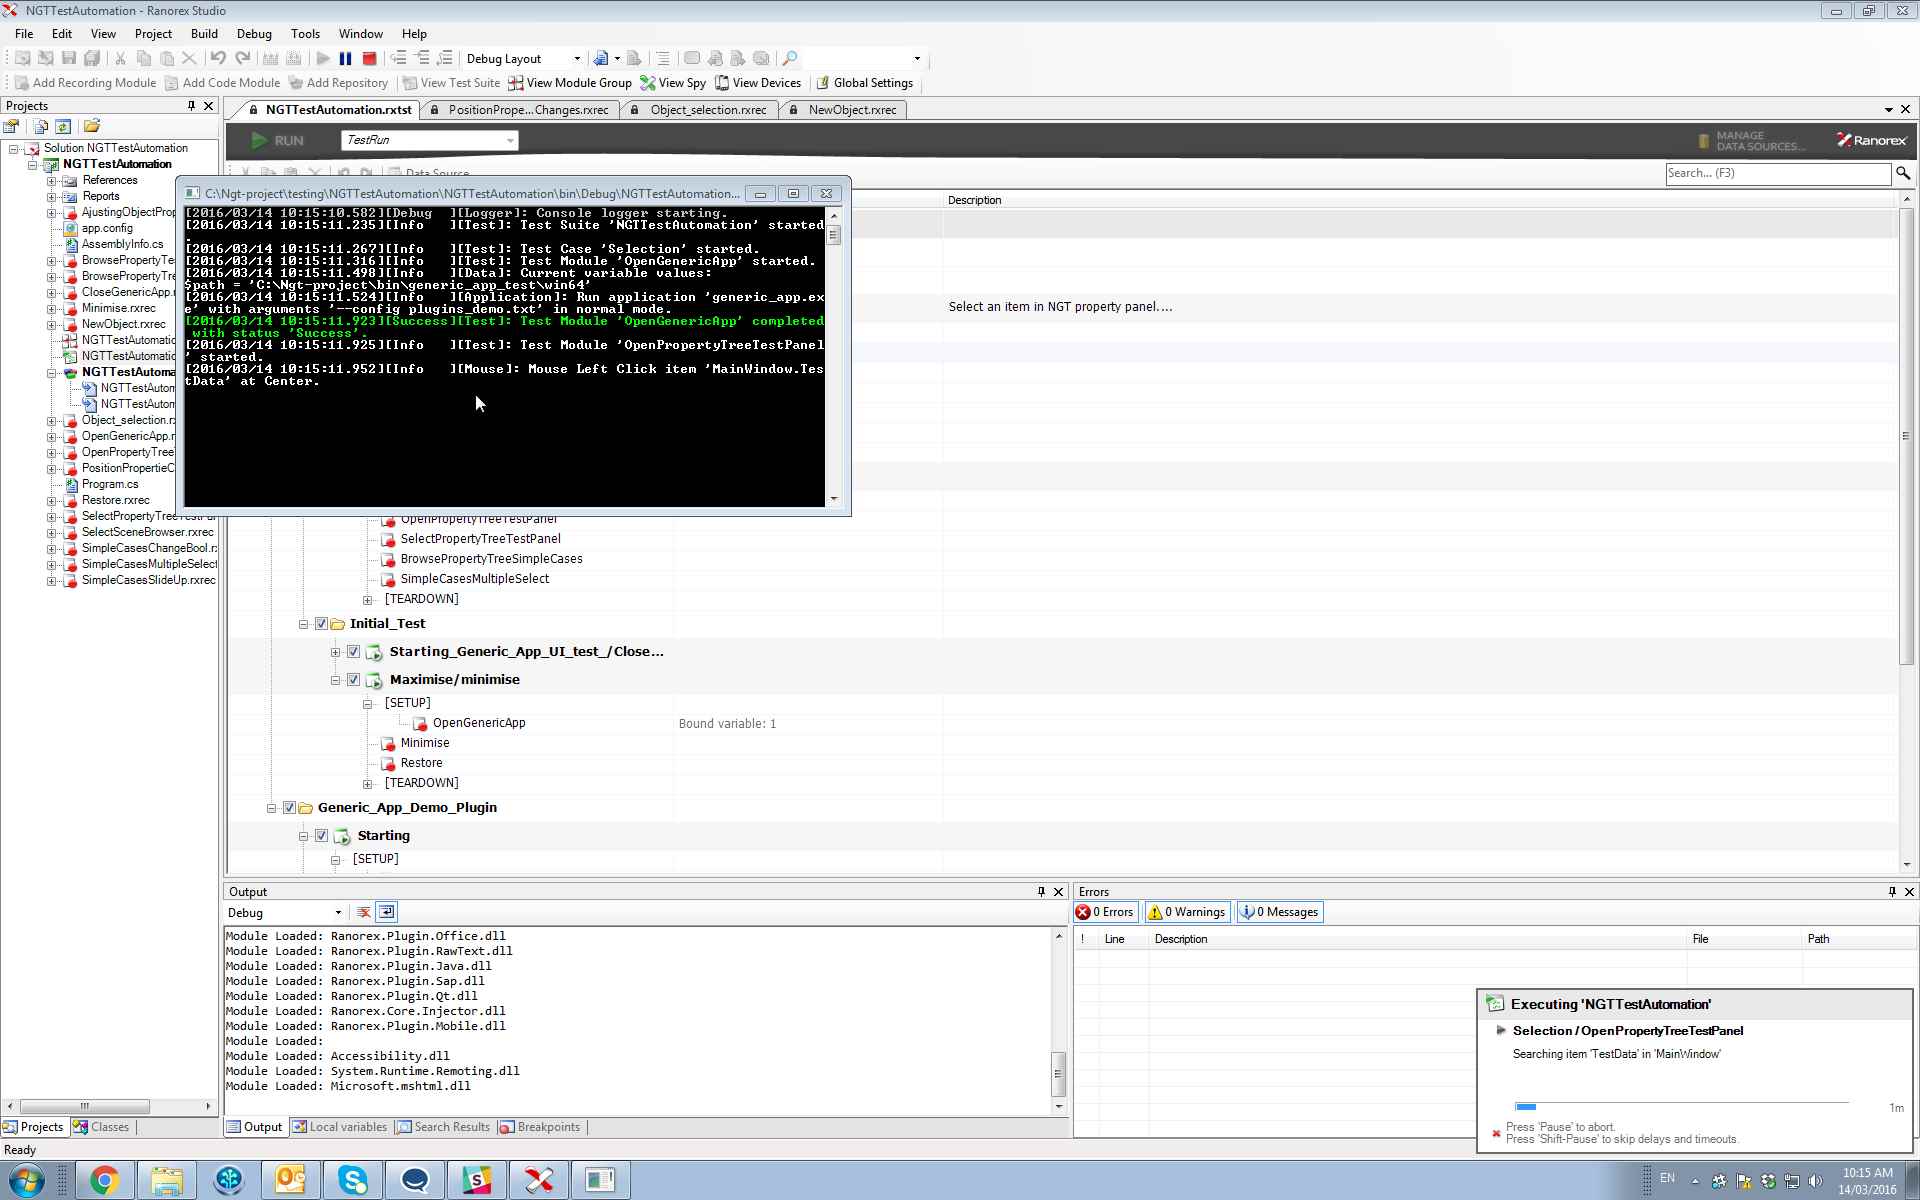 NGTTestAutomation - Ranorex Studio
File Edit View Project Build Debug Tools Window Help
Debug Layout
Add Recording Module Add Code Module Add Repository View Test Suite View Module Group View Spy View Devices Global Settings
Projects
NGTTestAutomation.rxtst PositionPrope...Changes.rxrec Object_selection.rxrec NewObject.rxrec
RUN TestRun MANAGE DATA SOURCES... Ranorex
Data Source
Search... (F3)
Description
Select an item in NGT property panel....
Solution NGTTestAutomation
NGTTestAutomation
References
Reports
AjustingObjectProp
app.config
AssemblyInfo.cs
BrowsePropertyTe
BrowsePropertyTre
CloseGenericApp.r
Minimise.rxrec
NewObject.rxrec
NGTTestAutomatic
NGTTestAutomatic
NGTTestAutoma
NGTTestAutom
NGTTestAutom
Object_selection.rx
OpenGenericApp.r
OpenPropertyTree
PositionPropertieC
Program.cs
Restore.rxrec
SelectPropertyTreeTestPan
SelectSceneBrowser.rxrec
SimpleCasesChangeBool.rx
SimpleCasesMultipleSelect
SimpleCasesSlideUp.rxrec
C:\Ngt-project\testing\NGTTestAutomation\NGTTestAutomation\bin\Debug\NGTTestAutomation...
[2016/03/14 10:15:10.582][Debug ][Logger]: Console logger starting.
[2016/03/14 10:15:11.235][Info ][Test]: Test Suite 'NGTTestAutomation' started
.
[2016/03/14 10:15:11.267][Info ][Test]: Test Case 'Selection' started.
[2016/03/14 10:15:11.316][Info ][Test]: Test Module 'OpenGenericApp' started.
[2016/03/14 10:15:11.498][Info ][Data]: Current variable values:
$path = 'C:\Ngt-project\bin\generic_app_test\win64'
[2016/03/14 10:15:11.524][Info ][Application]: Run application 'generic_app.ex
e' with arguments '--config plugins_demo.txt' in normal mode.
[2016/03/14 10:15:11.923][Success][Test]: Test Module 'OpenGenericApp' completed
with status 'Success'.
[2016/03/14 10:15:11.925][Info ][Test]: Test Module 'OpenPropertyTreeTestPanel
' started.
[2016/03/14 10:15:11.952][Info ][Mouse]: Mouse Left Click item 'MainWindow.Tes
tData' at Center.
OpenPropertyTreeTestPanel
SelectPropertyTreeTestPanel
BrowsePropertyTreeSimpleCases
SimpleCasesMultipleSelect
[TEARDOWN]
Initial_Test
Starting_Generic_App_UI_test_/Close...
Maximise/minimise
[SETUP]
OpenGenericApp Bound variable: 1
Minimise
Restore
[TEARDOWN]
Generic_App_Demo_Plugin
Starting
[SETUP]
Projects Classes
Output
Debug
Module Loaded: Ranorex.Plugin.Office.dll
Module Loaded: Ranorex.Plugin.RawText.dll
Module Loaded: Ranorex.Plugin.Java.dll
Module Loaded: Ranorex.Plugin.Sap.dll
Module Loaded: Ranorex.Plugin.Qt.dll
Module Loaded: Ranorex.Core.Injector.dll
Module Loaded: Ranorex.Plugin.Mobile.dll
Module Loaded:
Module Loaded: Accessibility.dll
Module Loaded: System.Runtime.Remoting.dll
Module Loaded: Microsoft.mshtml.dll
Output Local variables Search Results Breakpoints
Errors
0 Errors 0 Warnings 0 Messages
! Line Description File Path
Executing 'NGTTestAutomation'
Selection / OpenPropertyTreeTestPanel
Searching item 'TestData' in 'MainWindow'
1m
Press 'Pause' to abort.
Press 'Shift-Pause' to skip delays and timeouts.
Ready
EN
10:15 AM
14/03/2016